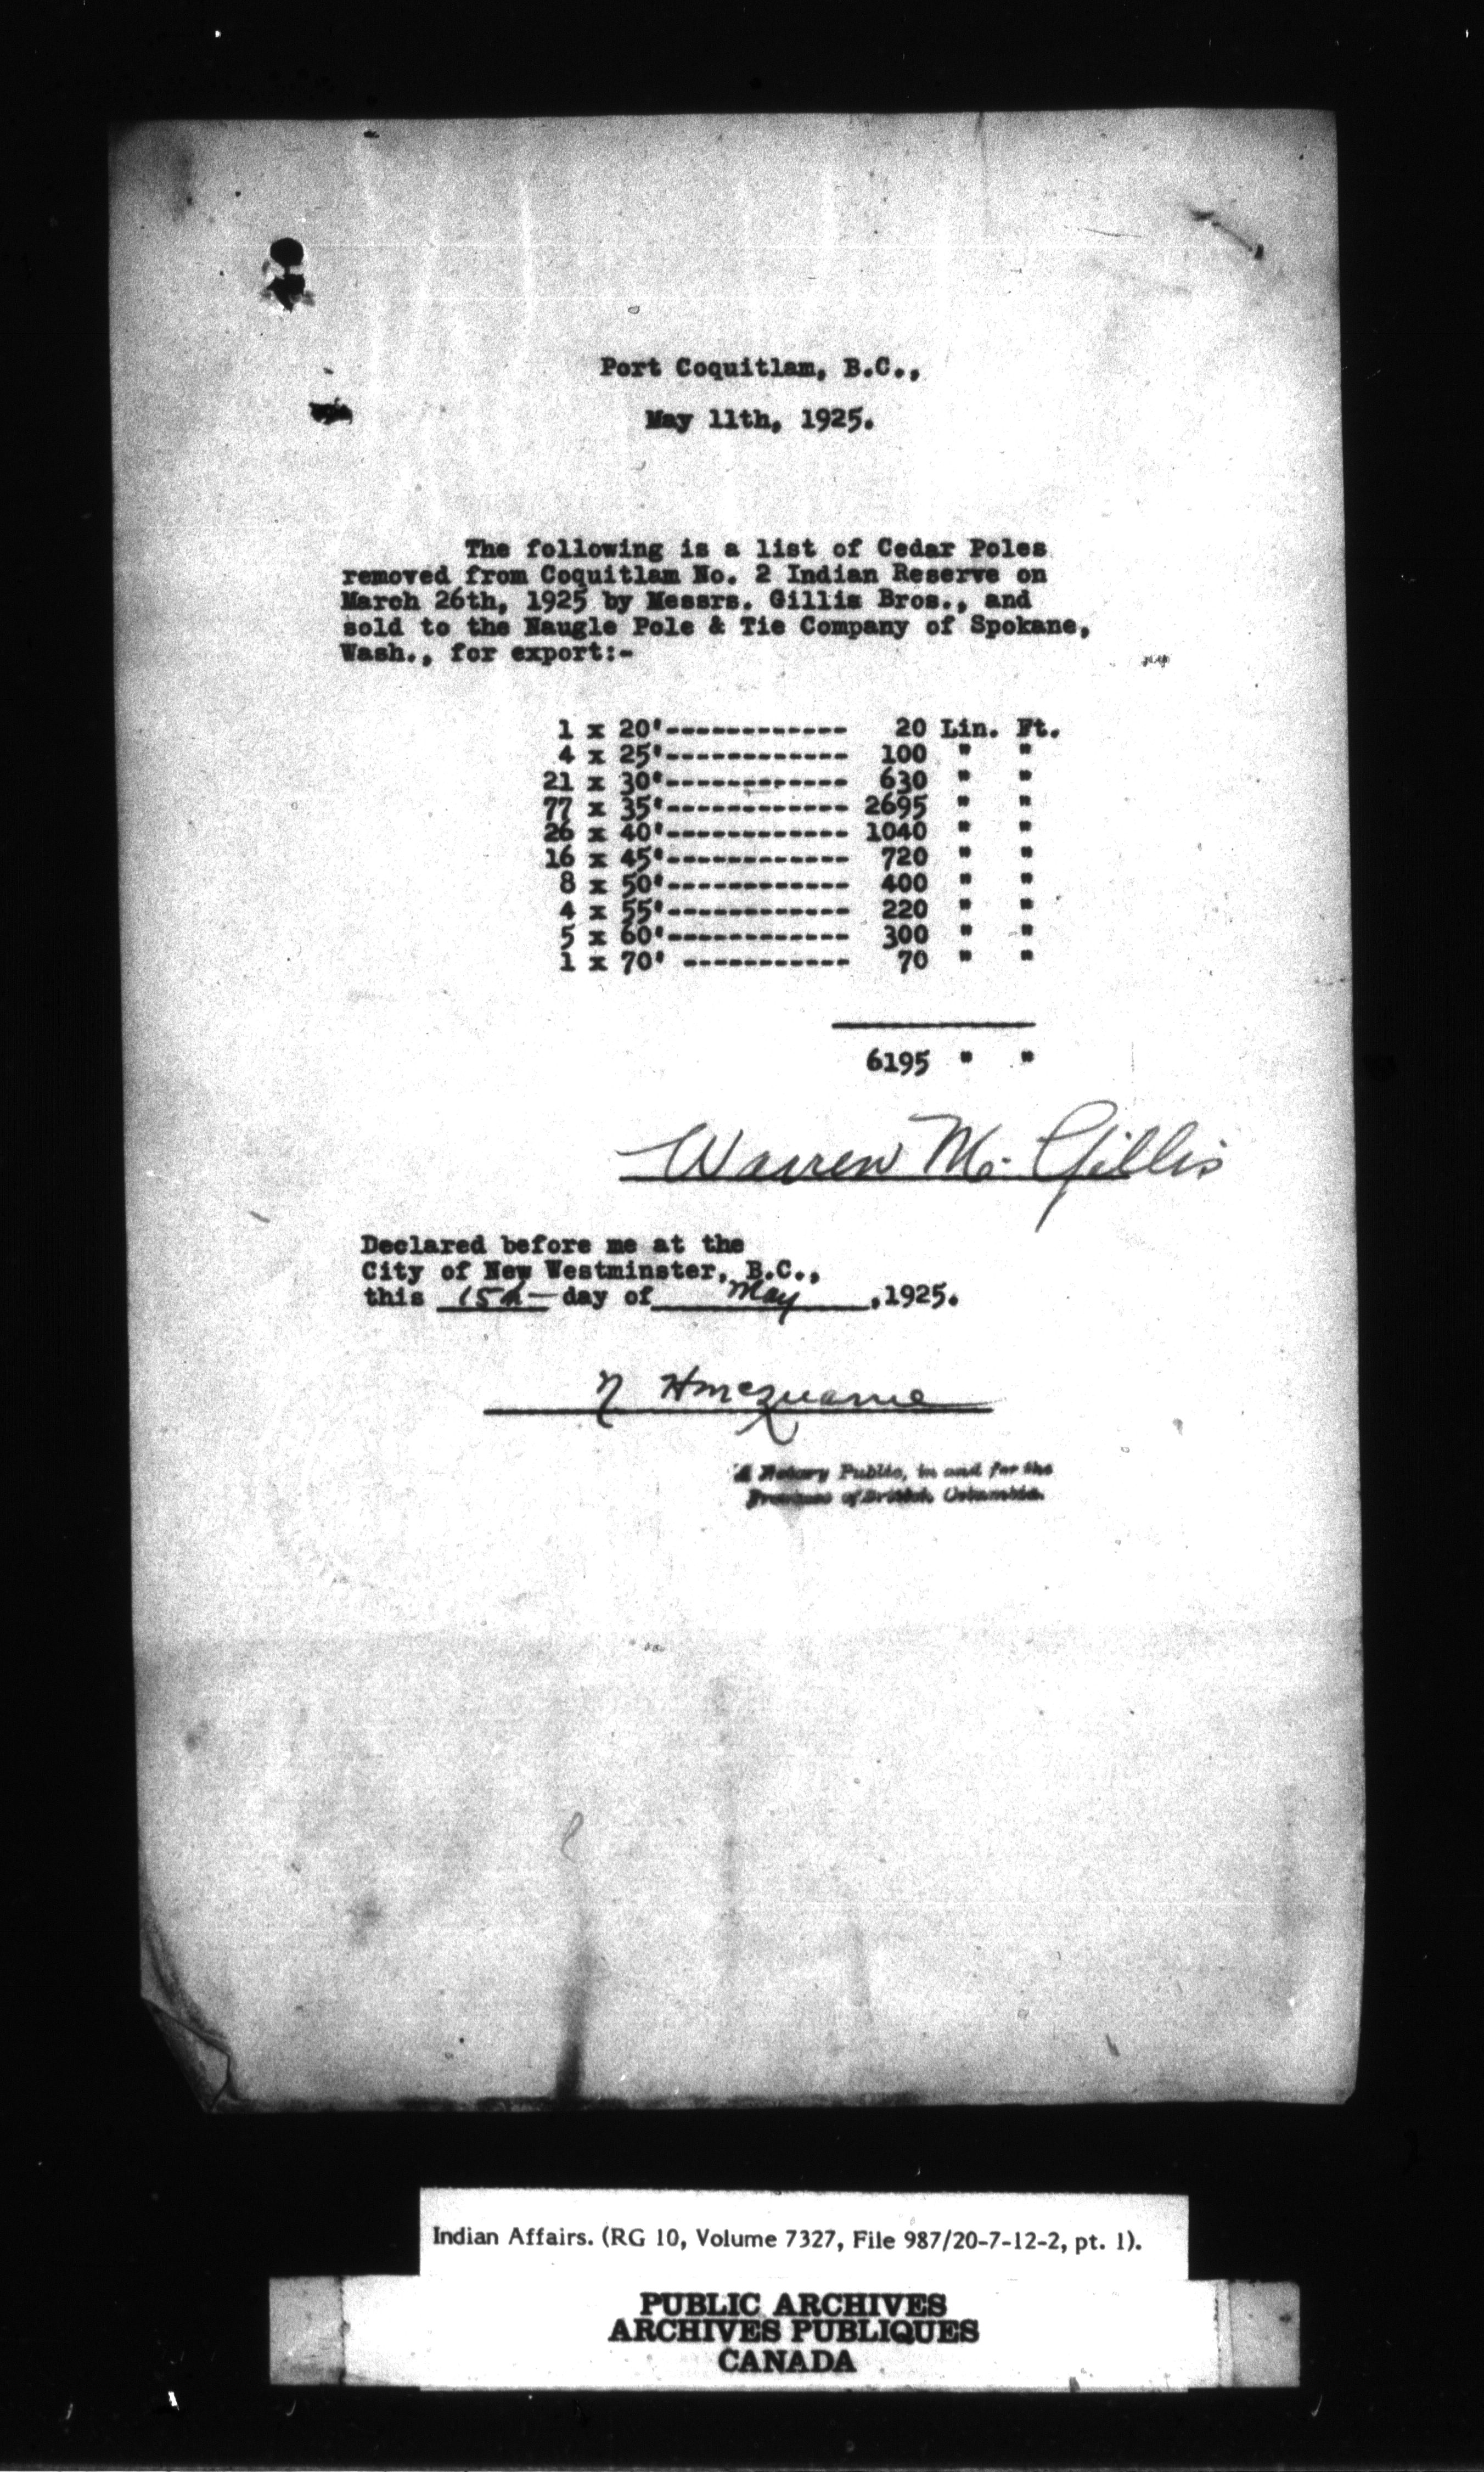 Port Coquitlam, B.C.,
May 11th, 1925.
The following is a list of Cedar Poles
removed from Coquitlam No. 2 Indian Reserve on
March 26th, 1925 by Messrs. Gillis Bros., and
sold to the Naugle Pole & Tie Company of Spokane,
Wash., for export:-
1 x 20'------------ 20 Lin. Ft.
4 x 25'------------ 100 " "
21 x 30'------------ 630 " "
77 x 35'------------ 2695 " "
26 x 40'------------ 1040 " "
16 x 45'------------ 720 " "
8 x 50'------------ 400 " "
4 x 55'------------ 220 " "
5 x 60'------------ 300 " "
1 x 70' ----------- 70 " "
6195 " "
Warren M. Gillis
Declared before me at the
City of New Westminster, B.C.,
this 15th day of May ,1925.
A Notary Public, in and for the
Province of British Columbia.
Indian Affairs. (RG 10, Volume 7327, File 987/20-7-12-2, pt. 1).
PUBLIC ARCHIVES
ARCHIVES PUBLIQUES
CANADA